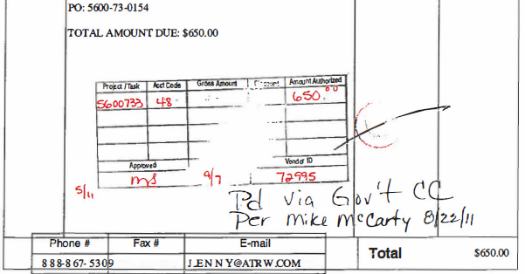 PO: 5600-73-0154
TOTAL AMOUNT DUE: $650.00
Project / Task Acct Code Gross Amount Discount Amount Authorized
5600733 48 650.00
Approved Vendor ID
5/11 ms 9/7 72995
Pd via Gov't CC
Per mike mcCarty 8/22/11
Phone # Fax # E-mail Total $650.00
888-867-5309 JENNY@ATRW.COM